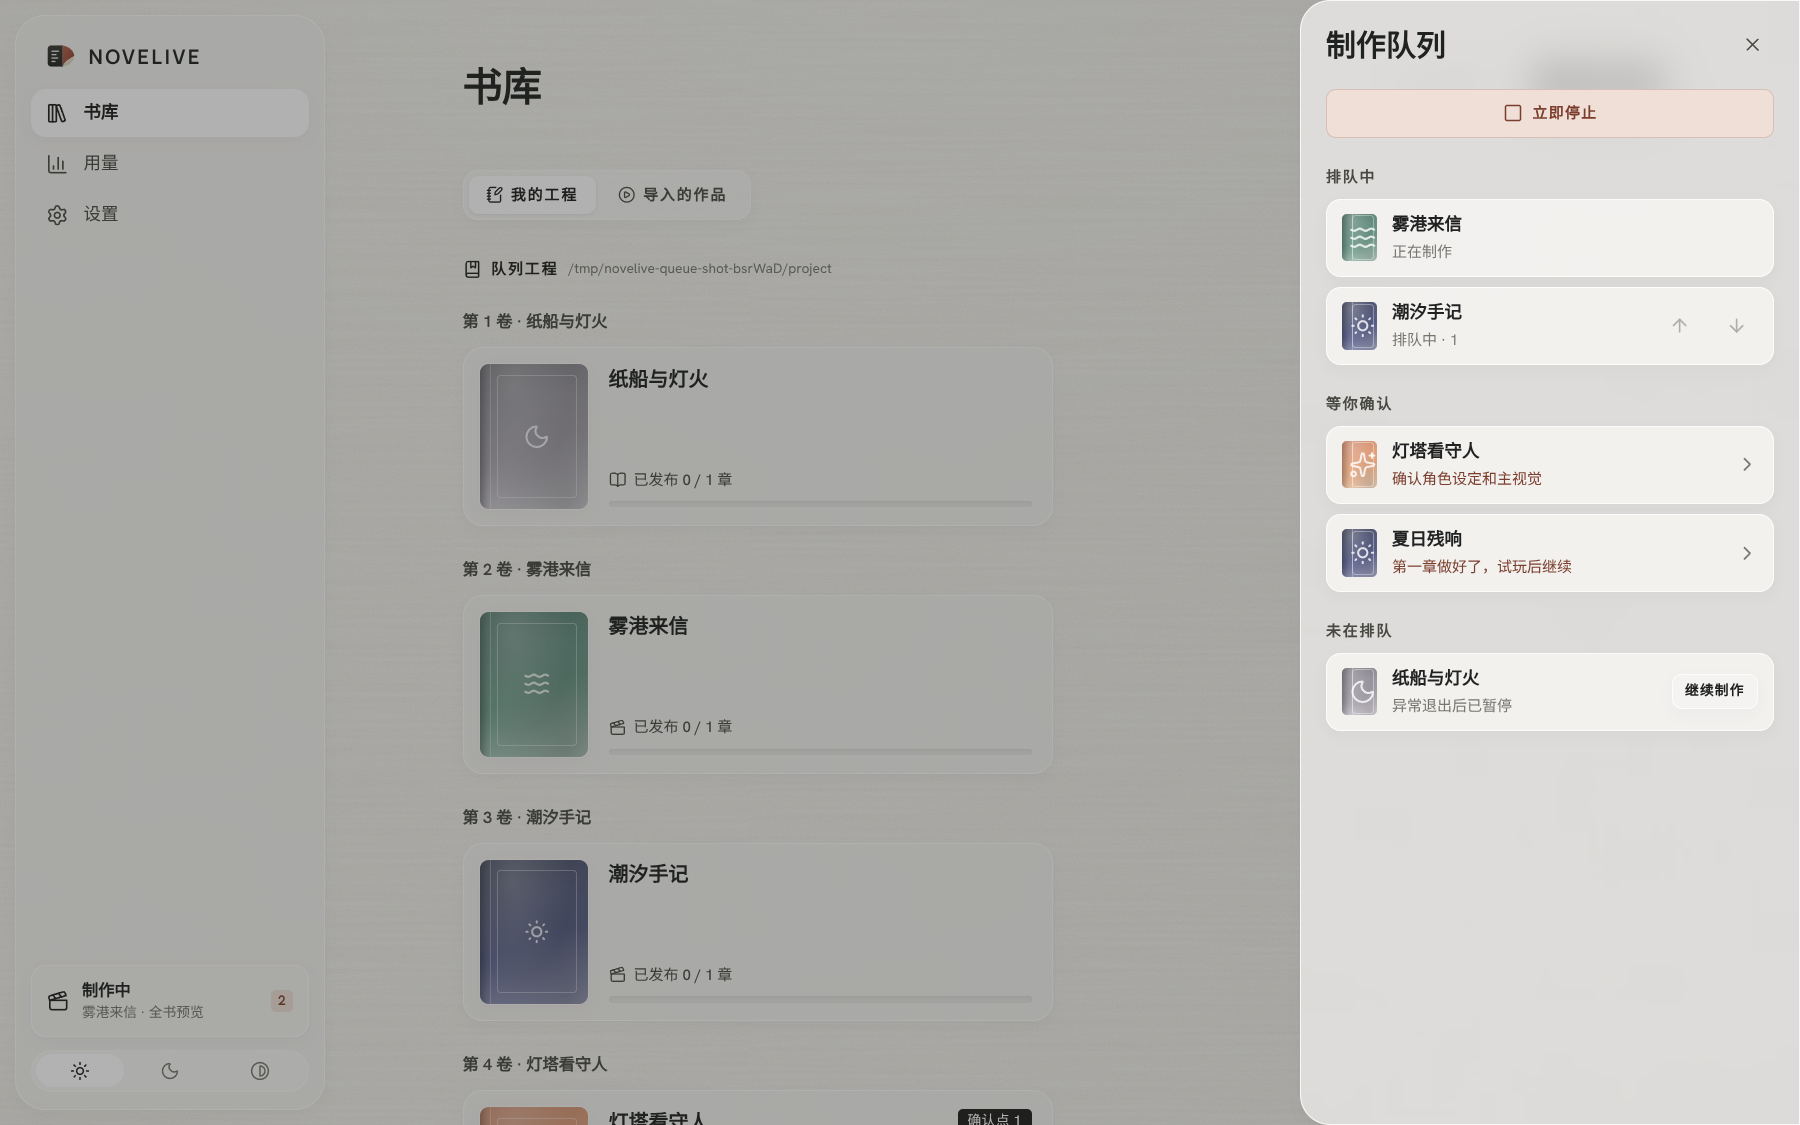 NOVELIVE
书库
用量
设置
制作中
雾港来信 · 全书预览
2
书库
我的工程
导入的作品
队列工程 /tmp/novelive-queue-shot-bsrWaD/project
第 1 卷 · 纸船与灯火
纸船与灯火
已发布 0 / 1 章
第 2 卷 · 雾港来信
雾港来信
已发布 0 / 1 章
第 3 卷 · 潮汐手记
潮汐手记
已发布 0 / 1 章
第 4 卷 · 灯塔看守人
灯塔看守人
确认点 1
制作队列
立即停止
排队中
雾港来信
正在制作
潮汐手记
排队中 · 1
等你确认
灯塔看守人
确认角色设定和主视觉
夏日残响
第一章做好了，试玩后继续
未在排队
纸船与灯火
异常退出后已暂停
继续制作